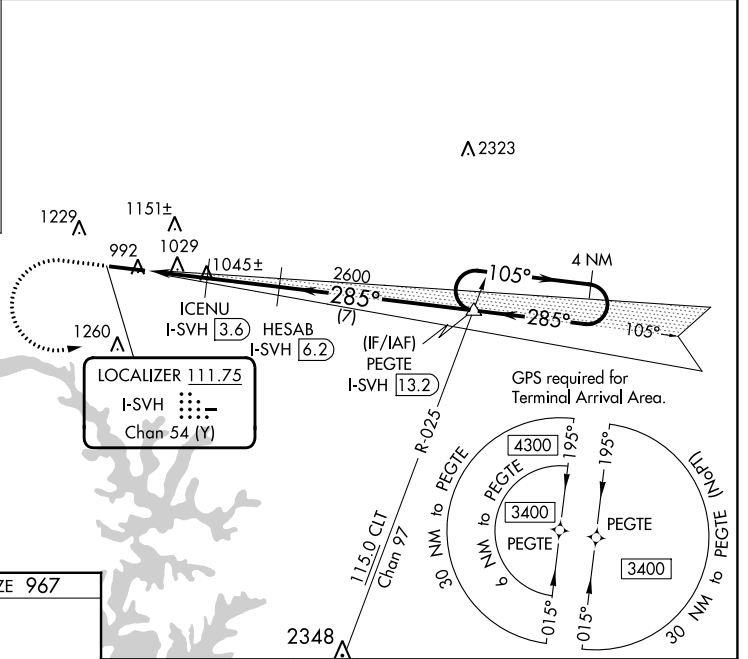 2323
1229
1151±
992
1029
1045±
2600
105°
4 NM
285°
(7)
285°
105°
ICENU
I-SVH 3.6
HESAB
I-SVH 6.2
(IF/IAF)
PEGTE
I-SVH 13.2
1260
LOCALIZER 111.75
I-SVH
Chan 54 (Y)
GPS required for
Terminal Arrival Area.
R-025
115.0 CLT
Chan 97
4300
195°
195°
30 NM to PEGTE
6 NM to PEGTE
3400
PEGTE
PEGTE
3400
015°
015°
30 NM to PEGTE (NoPT)
ZE 967
2348